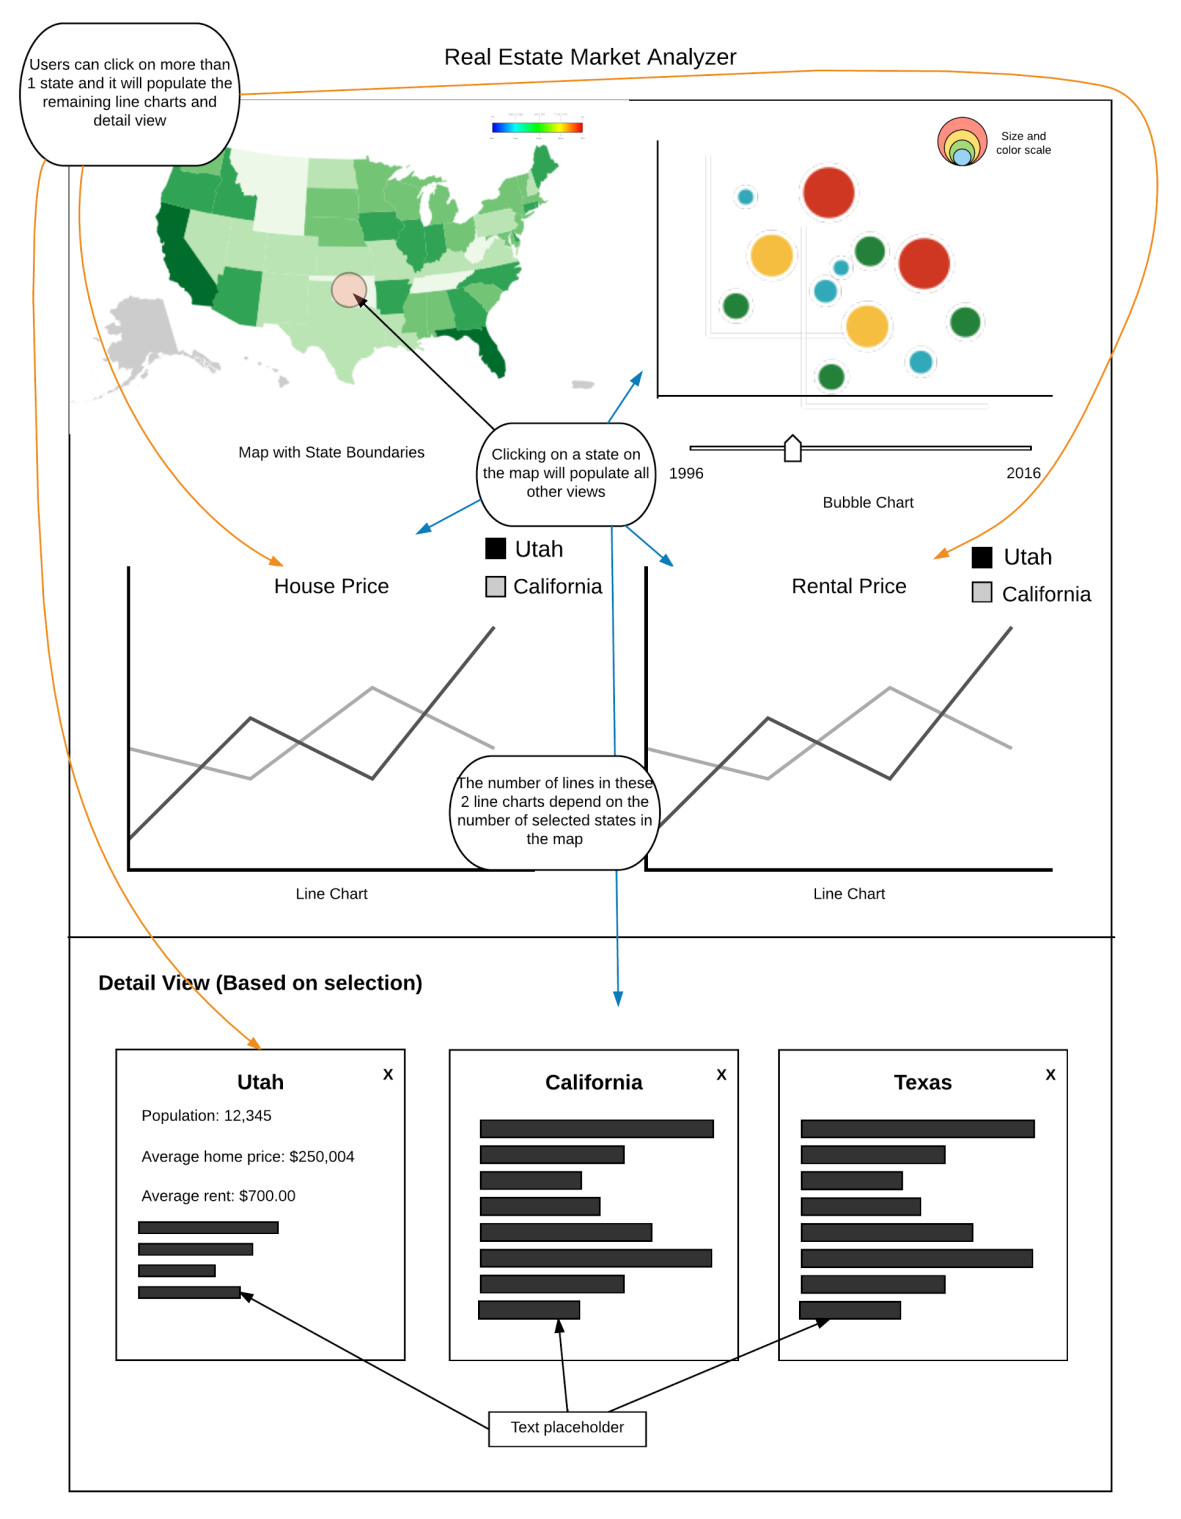 Users can click on more than
1 state and it will populate the
remaining line charts and
detail view
Real Estate Market Analyzer
Size and
color scale
Map with State Boundaries
Clicking on a state on
the map will populate all
other views
1996
2016
Bubble Chart
House Price
Utah
California
Rental Price
Utah
California
The number of lines in these
2 line charts depend on the
number of selected states in
the map
Line Chart
Line Chart
Detail View (Based on selection)
Utah
X
Population: 12,345
Average home price: $250,004
Average rent: $700.00
California
X
Texas
X
Text placeholder